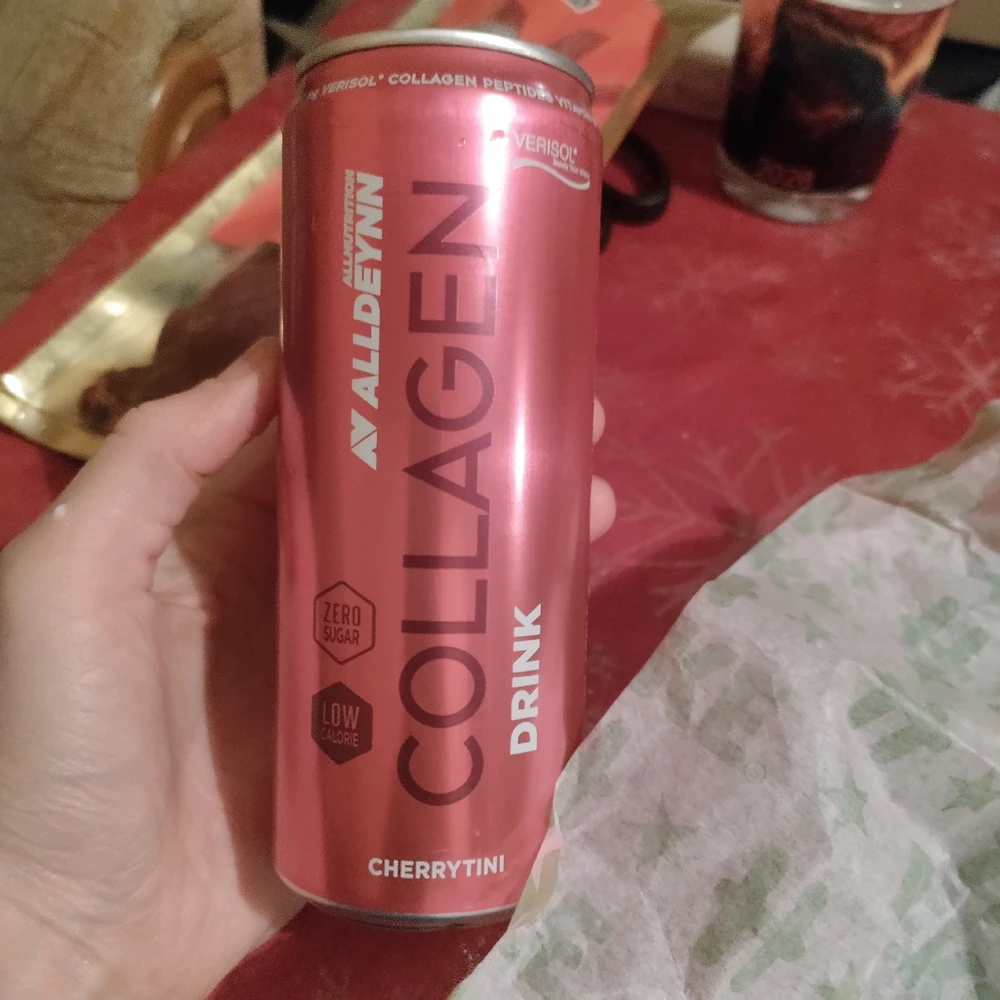 VERISOL® COLLAGEN PEPTIDES
VERISOL®
ALLNUTRITION
ALLDEYNN
COLLAGEN
DRINK
ZERO
SUGAR
LOW
CALORIE
CHERRYTINI